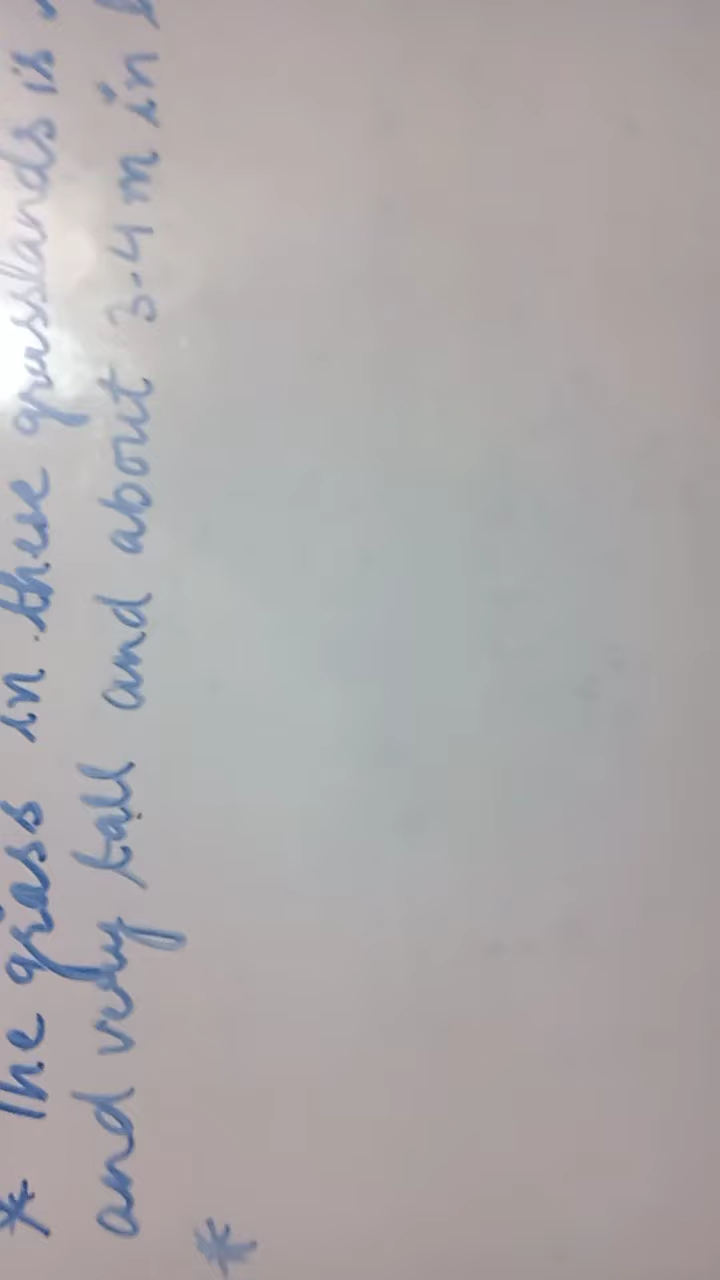 * The grass in these grasslands is
and very tall and about 3-4 m in
*